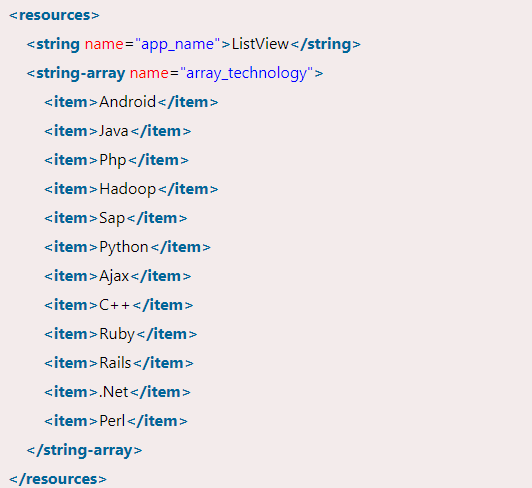 <resources>
<string name="app_name">ListView</string>
<string-array name="array_technology">
<item>Android</item>
<item>Java</item>
<item>Php</item>
<item>Hadoop</item>
<item>Sap</item>
<item>Python</item>
<item>Ajax</item>
<item>C++</item>
<item>Ruby</item>
<item>Rails</item>
<item>.Net</item>
<item>Perl</item>
</string-array>
</resources>